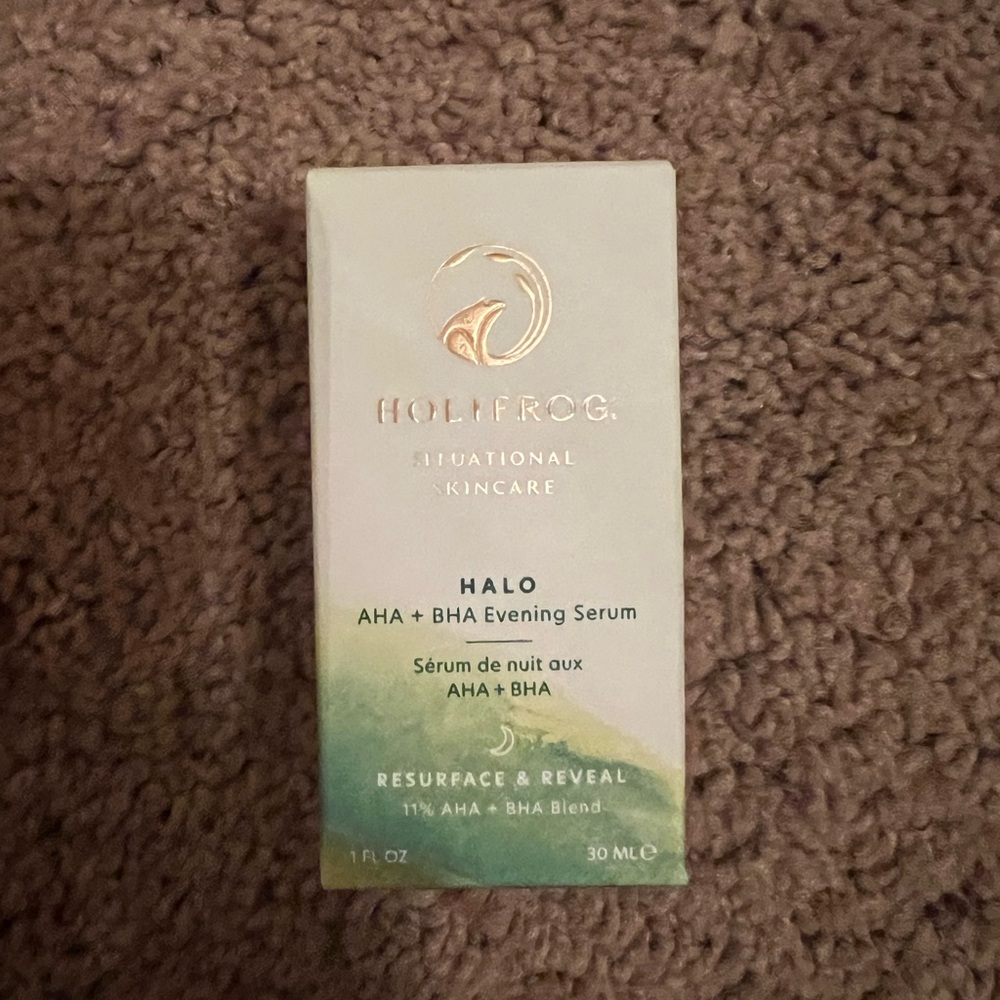 HOLIFROG.
SITUATIONAL
SKINCARE
HALO
AHA + BHA Evening Serum
Sérum de nuit aux
AHA + BHA
RESURFACE & REVEAL
11% AHA + BHA Blend
1 FL OZ 30 ML ℮